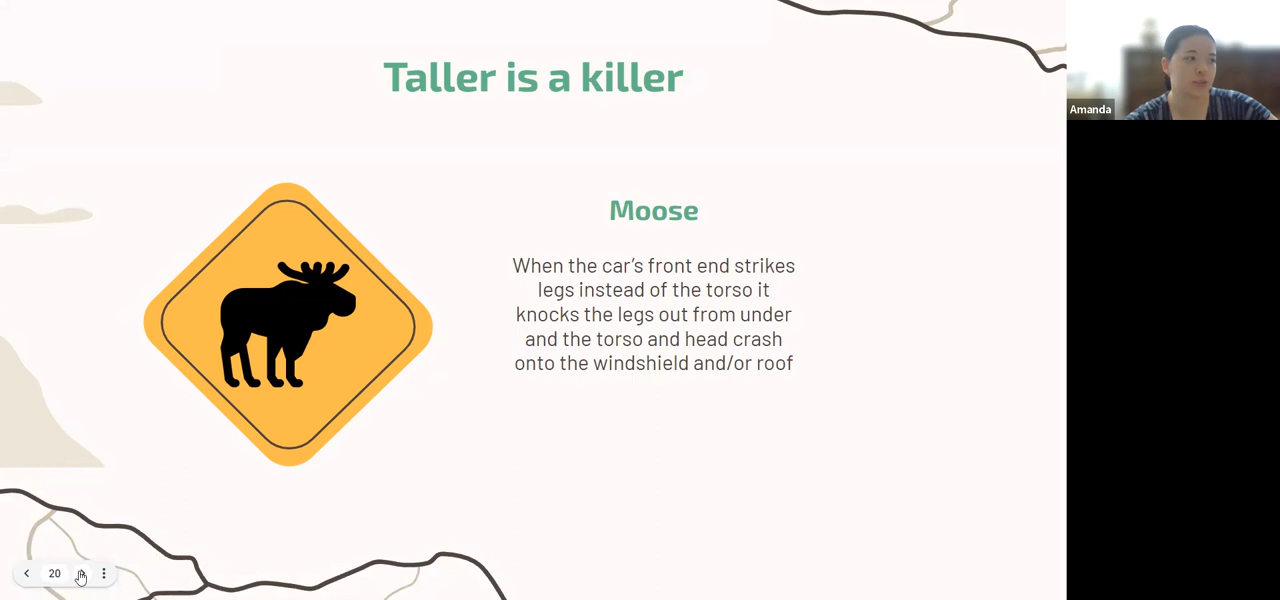 Taller is a killer
Amanda
Moose
When the car's front end strikes
legs instead of the torso it
knocks the legs out from under
and the torso and head crash
onto the windshield and/or roof
20